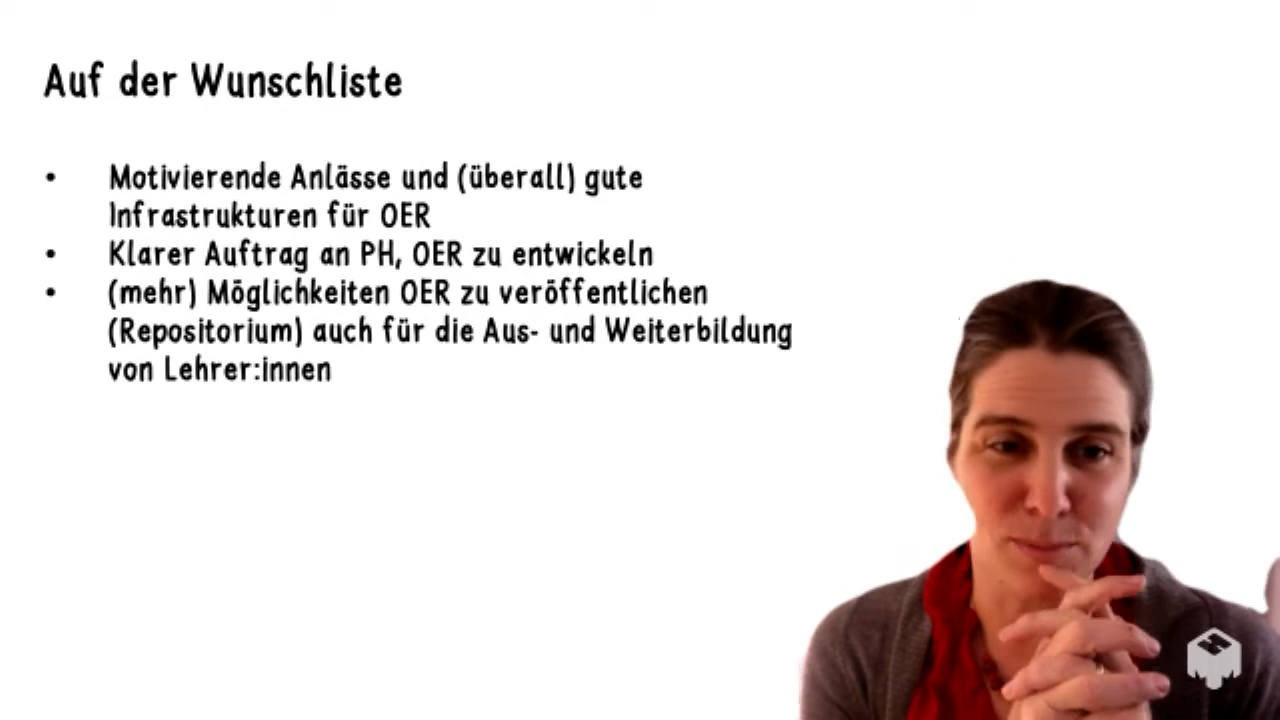 Auf der Wunschliste
• Motivierende Anlässe und (überall) gute
Infrastrukturen für OER
• Klarer Auftrag an PH, OER zu entwickeln
• (mehr) Möglichkeiten OER zu veröffentlichen
(Repositorium) auch für die Aus- und Weiterbildung
von Lehrer:innen